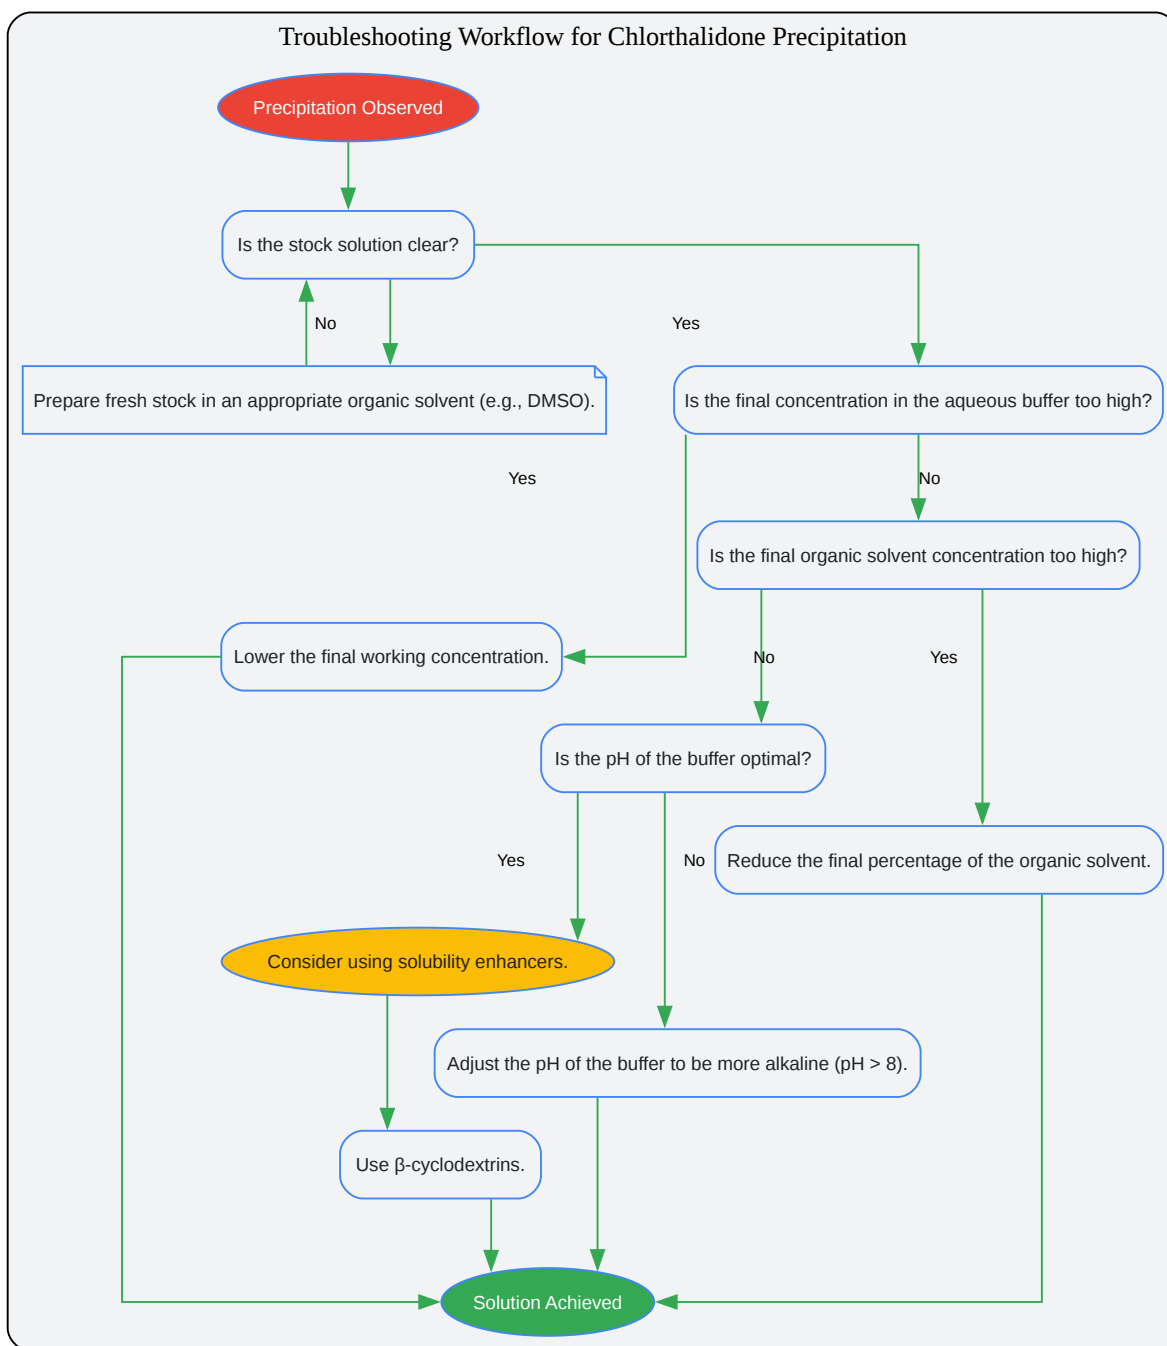 Troubleshooting Workflow for Chlorthalidone Precipitation
Precipitation Observed
Is the stock solution clear?
No
Yes
Prepare fresh stock in an appropriate organic solvent (e.g., DMSO).
Is the final concentration in the aqueous buffer too high?
Yes
No
Is the final organic solvent concentration too high?
Lower the final working concentration.
No
Yes
Is the pH of the buffer optimal?
Yes
No
Reduce the final percentage of the organic solvent.
Consider using solubility enhancers.
Adjust the pH of the buffer to be more alkaline (pH > 8).
Use β-cyclodextrins.
Solution Achieved